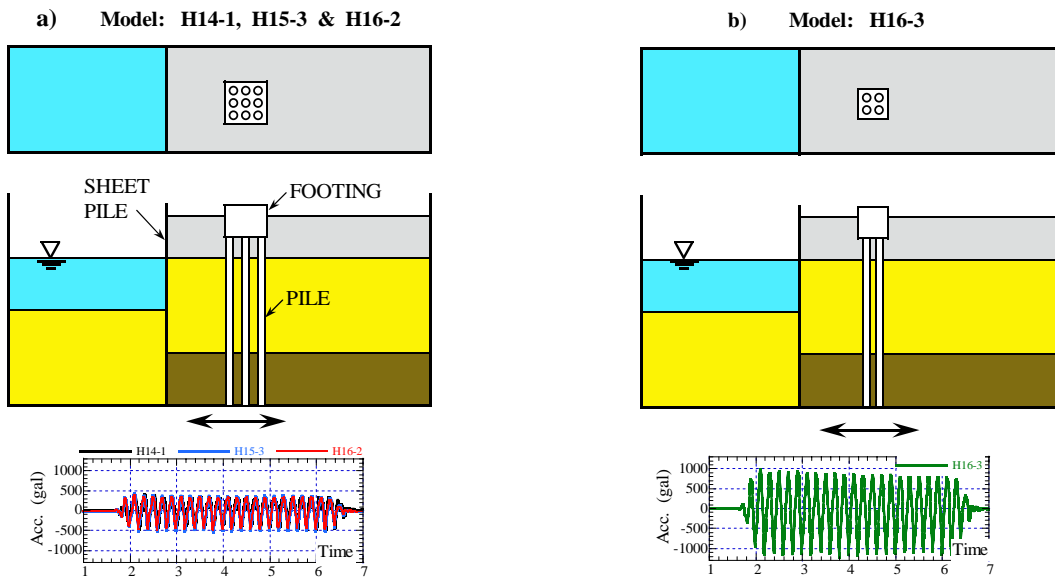 a) Model: H14-1, H15-3 & H16-2
b) Model: H16-3
SHEET
PILE
FOOTING
PILE
H14-1 H15-3 H16-2
Acc. (gal)
1000
500
0
-500
-1000
Time
1 2 3 4 5 6 7
H16-3
Acc. (gal)
1000
500
0
-500
-1000
Time
1 2 3 4 5 6 7